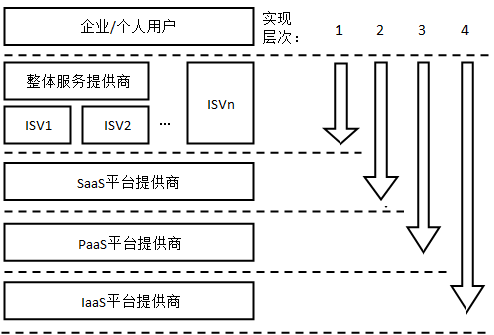 企业/个人用户
实现
层次：
1
2
3
4
整体服务提供商
ISV1
ISV2
...
ISVn
SaaS平台提供商
PaaS平台提供商
IaaS平台提供商